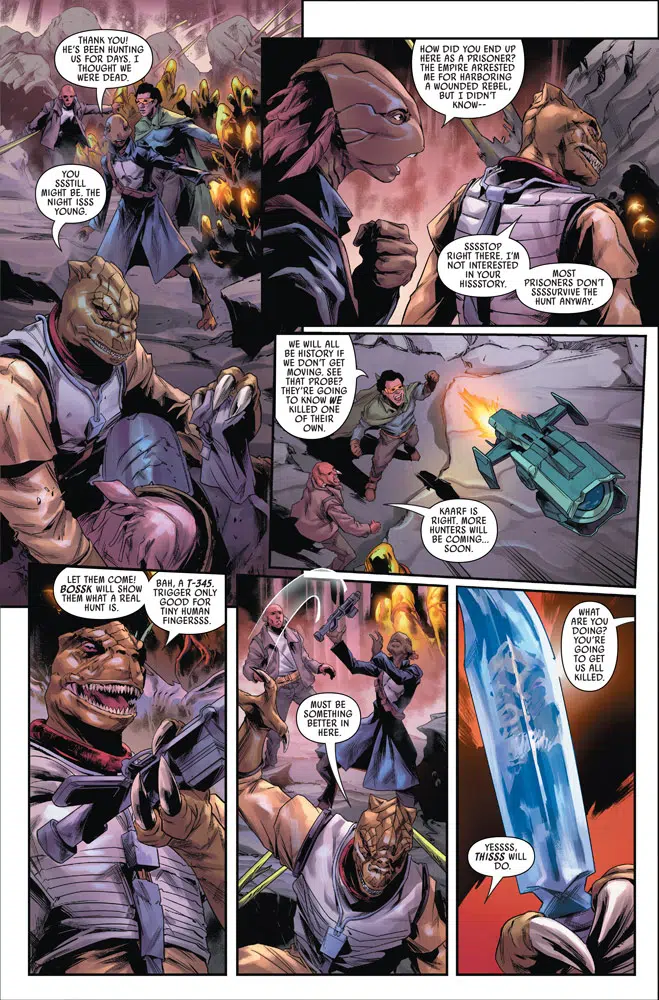 THANK YOU!
HE'S BEEN HUNTING
US FOR DAYS. I
THOUGHT WE
WERE DEAD.
YOU
SSTILL
MIGHT BE. THE
NIGHT ISSS
YOUNG.
HOW DID YOU END UP
HERE AS A PRISONER?
THE EMPIRE ARRESTED
ME FOR HARBORING
A WOUNDED REBEL,
BUT I DIDN'T
KNOW--
SSSSTOP
RIGHT THERE. I'M
NOT INTERESTED
IN YOUR
HISSSTORY.
MOST
PRISONERS DON'T
SSSSURVIVE THE
HUNT ANYWAY.
WE WILL ALL
BE HISTORY IF
WE DON'T GET
MOVING. SEE
THAT PROBE?
THEY'RE GOING
TO KNOW WE
KILLED ONE OF
THEIR OWN.
KAARF IS
RIGHT. MORE
HUNTERS WILL
BE COMING...
SOON.
LET THEM COME!
BOSSK WILL SHOW
THEM WHAT A REAL
HUNT IS.
BAH, A T-345.
TRIGGER ONLY
GOOD FOR
TINY HUMAN
FINGERSSS.
MUST BE
SOMETHING
BETTER IN
HERE.
WHAT
ARE YOU
DOING?
YOU'RE
GOING TO
GET US ALL
KILLED.
YESSSS,
THISSS WILL
DO.